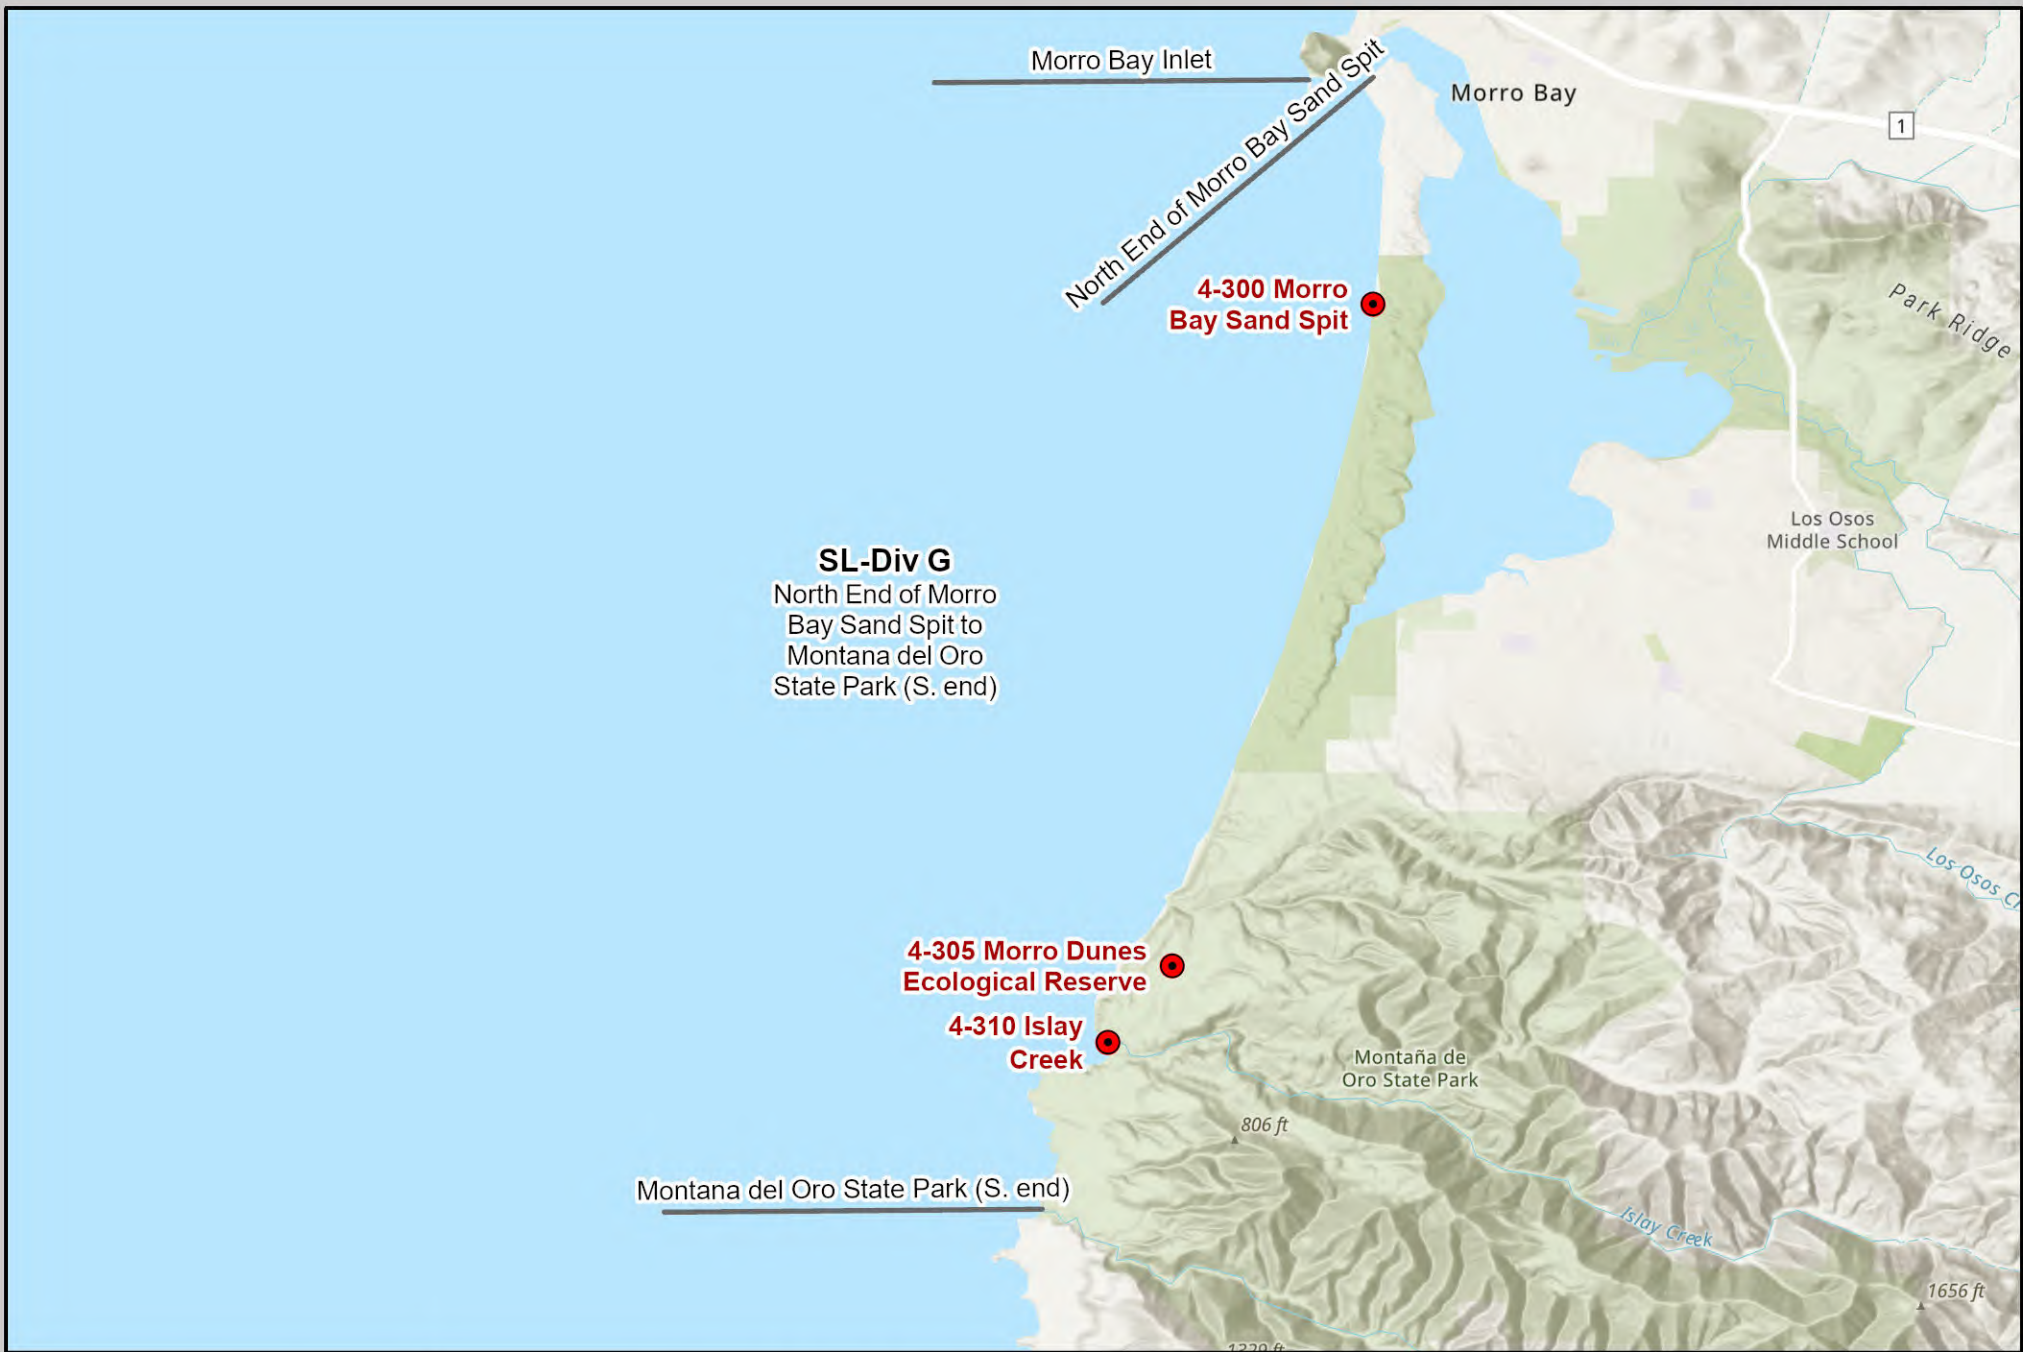 Morro Bay Inlet
North End of Morro Bay Sand Spit
Morro Bay
1
4-300 Morro
Bay Sand Spit
Park Ridge
Los Osos
Middle School
SL-Div G
North End of Morro
Bay Sand Spit to
Montana del Oro
State Park (S. end)
Los Osos
4-305 Morro Dunes
Ecological Reserve
4-310 Islay
Creek
Montaña de
Oro State Park
806 ft
Montana del Oro State Park (S. end)
Islay Creek
1656 ft